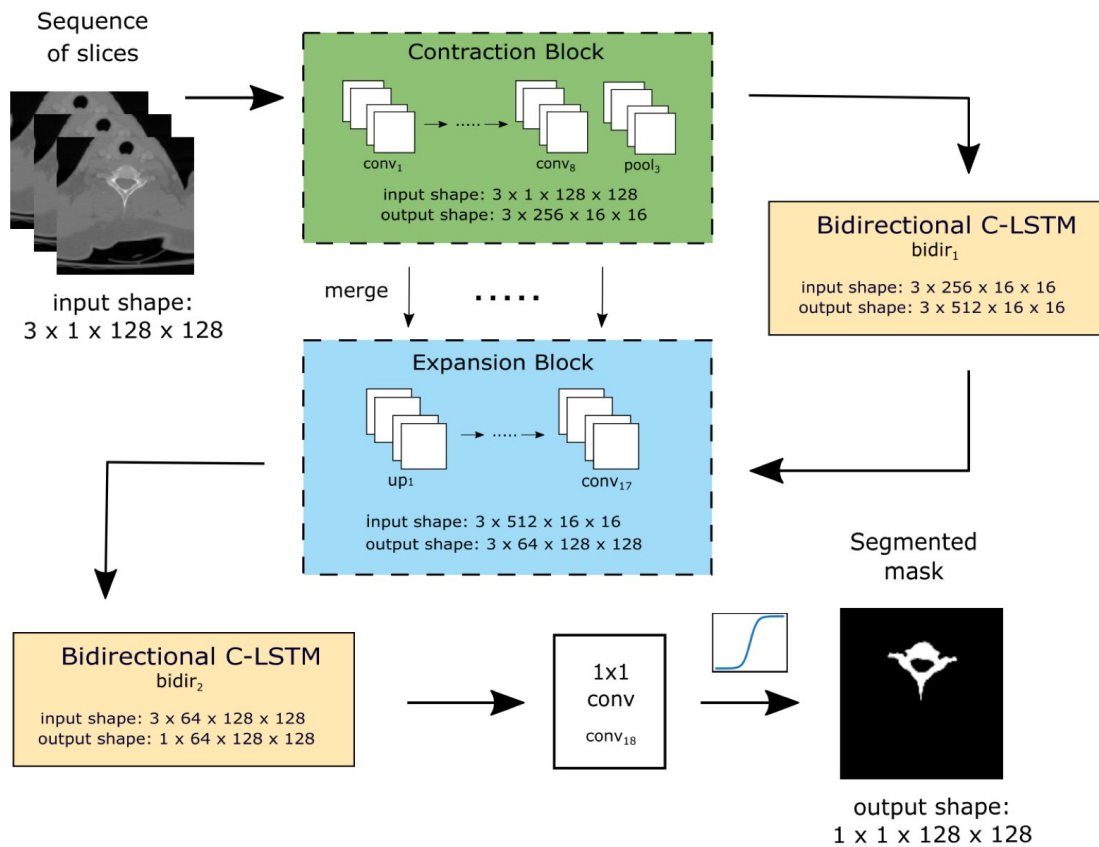 Sequence
of slices
input shape:
3 x 1 x 128 x 128
Contraction Block
conv₁
.....
conv₈
pool₃
input shape: 3 x 1 x 128 x 128
output shape: 3 x 256 x 16 x 16
Bidirectional C-LSTM
bidir₁
input shape: 3 x 256 x 16 x 16
output shape: 3 x 512 x 16 x 16
merge
.....
Expansion Block
up₁
.....
conv₁₇
input shape: 3 x 512 x 16 x 16
output shape: 3 x 64 x 128 x 128
Bidirectional C-LSTM
bidir₂
input shape: 3 x 64 x 128 x 128
output shape: 1 x 64 x 128 x 128
1x1
conv
conv₁₈
Segmented
mask
output shape:
1 x 1 x 128 x 128